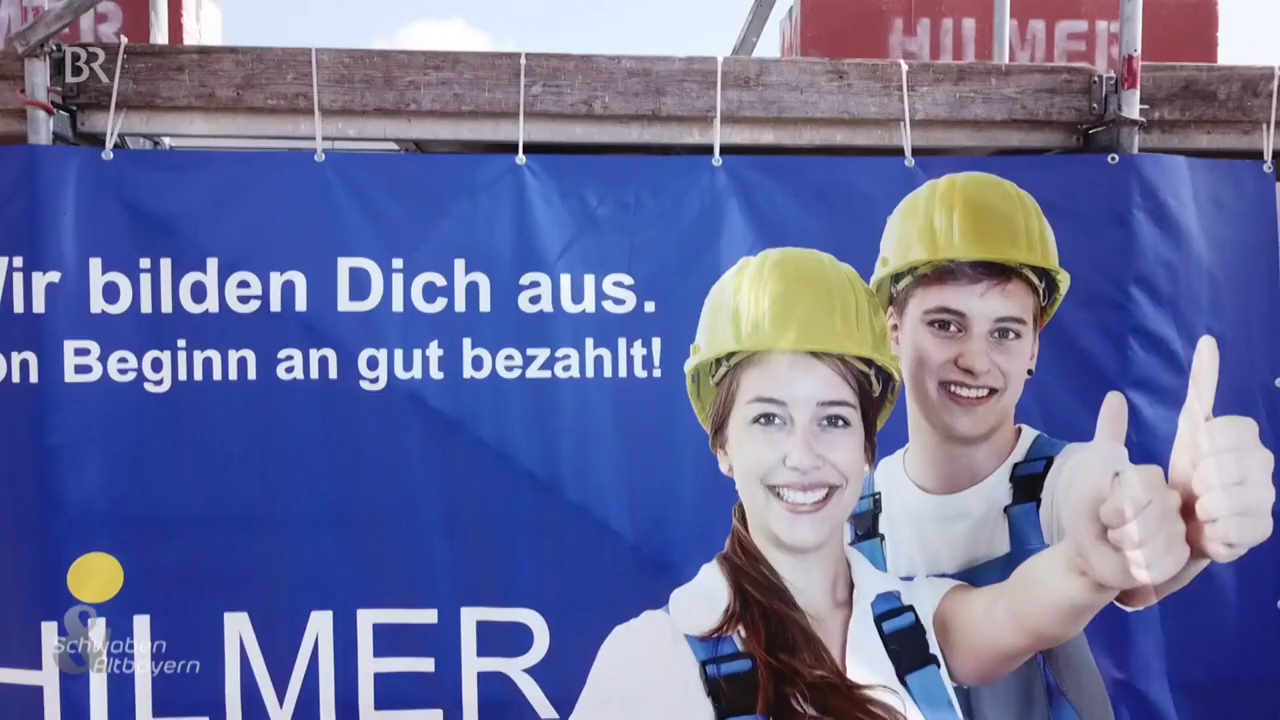 HILMER
BR
Wir bilden Dich aus.
on Beginn an gut bezahlt!
HILMER
Schwaben
& Altbayern